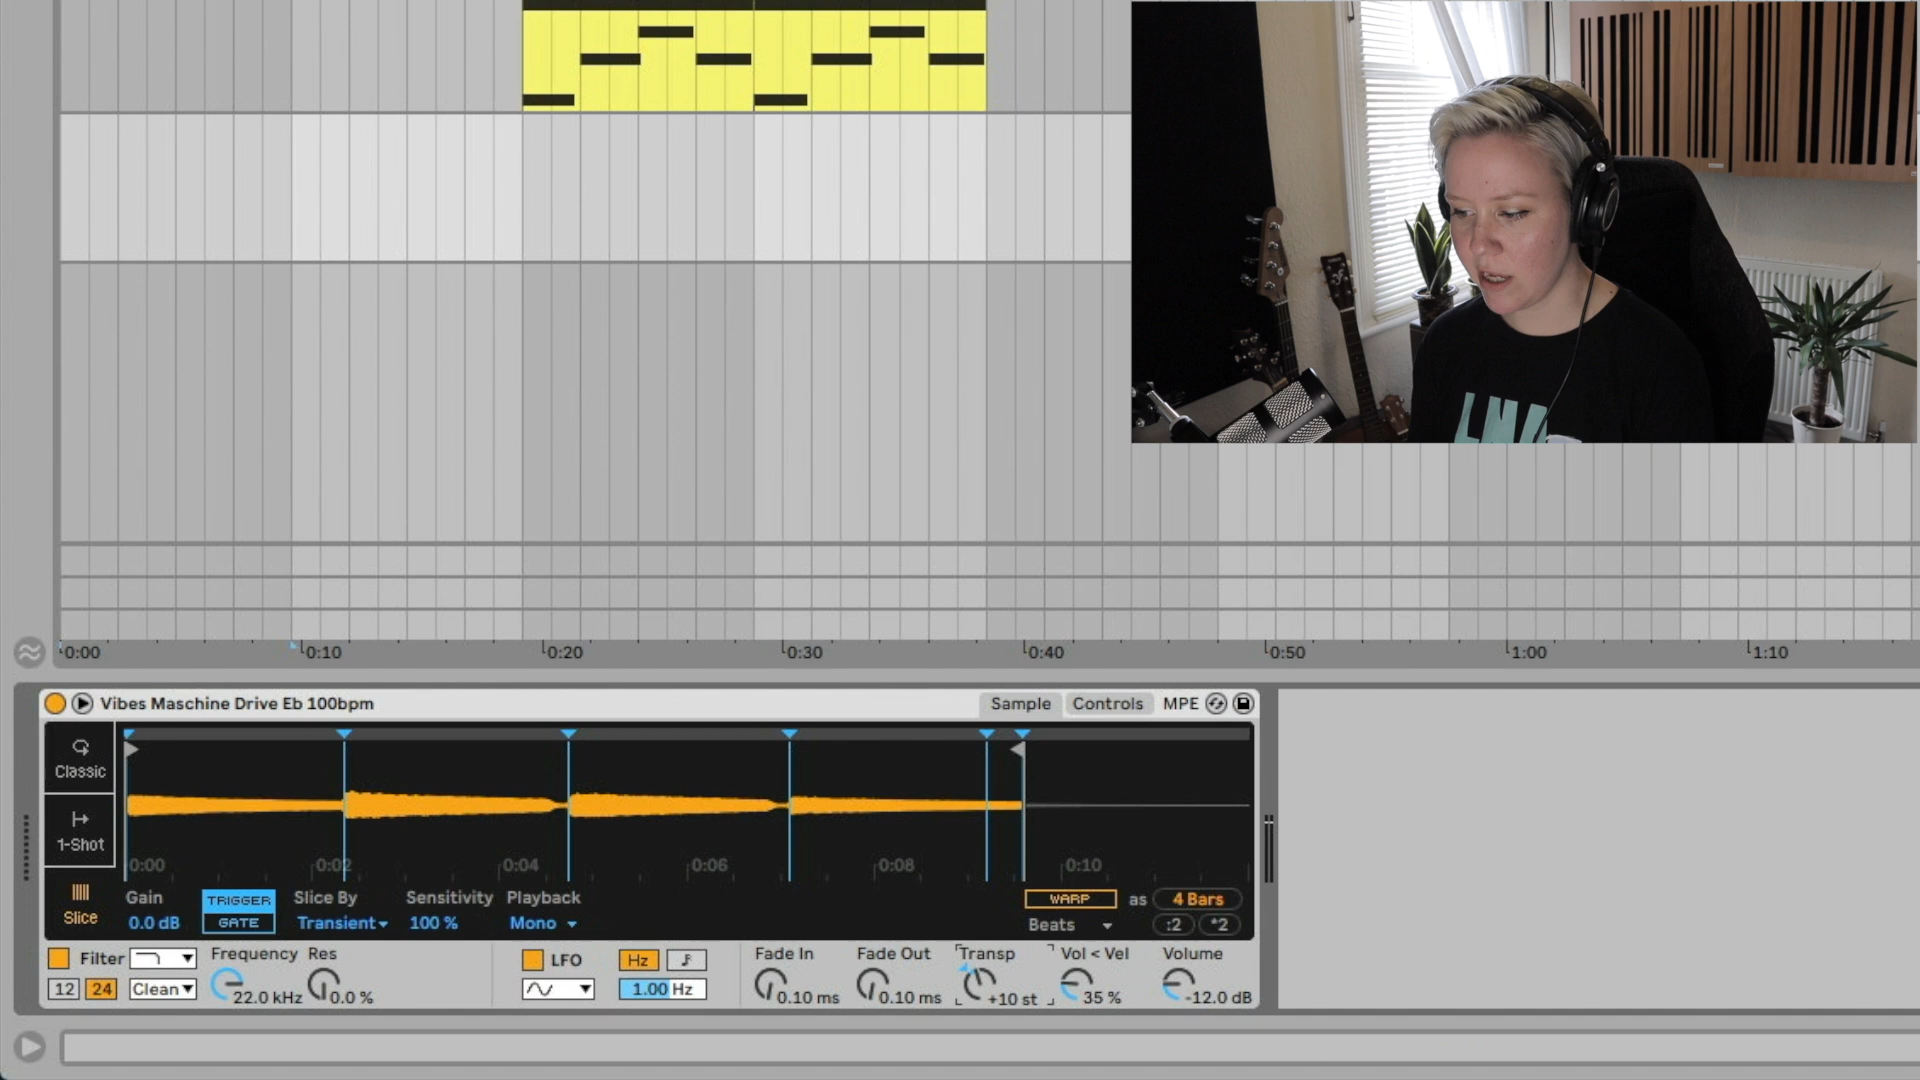 0:00 0:10 0:20 0:30 0:40 0:50 1:00 1:10
Vibes Maschine Drive Eb 100bpm Sample Controls MPE
Classic
1-Shot
Slice
0:00 0:02 0:04 0:06 0:08 0:10
Gain TRIGGER Slice By Sensitivity Playback WARP as 4 Bars
0.0 dB GATE Transient 100 % Mono Beats :2 *2
Filter Frequency Res LFO Hz Fade In Fade Out Transp Vol < Vel Volume
12 24 Clean 22.0 kHz 0.0 % 1.00 Hz 0.10 ms 0.10 ms +10 st 35 % -12.0 dB